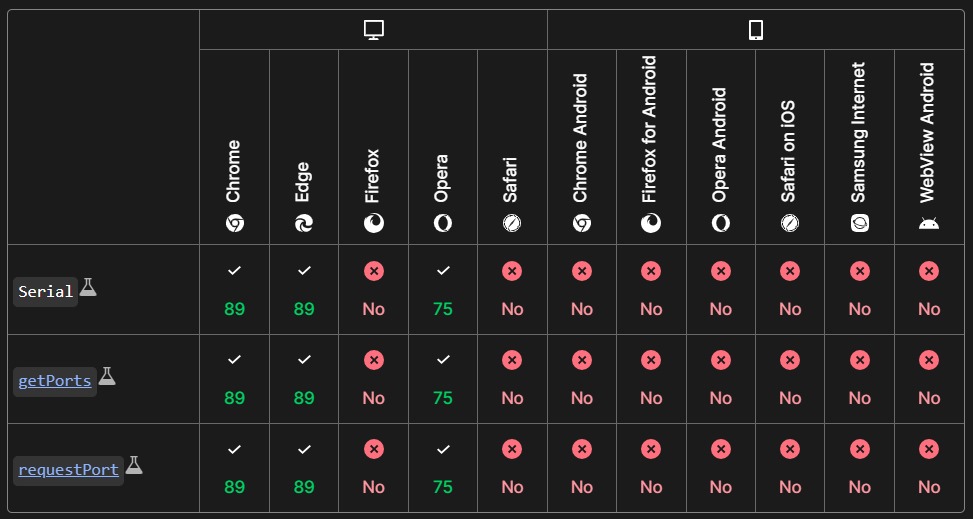 Chrome
Edge
Firefox
Opera
Safari
Chrome Android
Firefox for Android
Opera Android
Safari on iOS
Samsung Internet
WebView Android
Serial
89 89 No 75 No No No No No No No
getPorts
89 89 No 75 No No No No No No No
requestPort
89 89 No 75 No No No No No No No